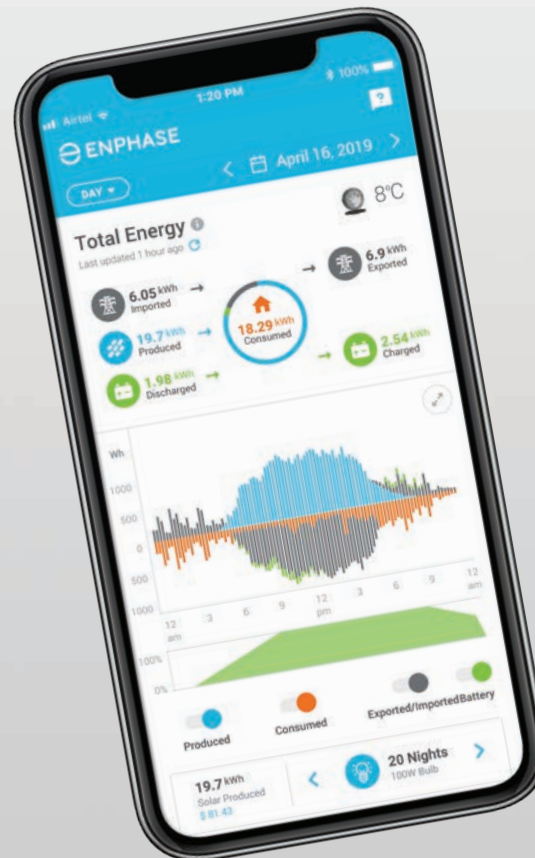 Airtel
1:20 PM
100%
ENPHASE
?
DAY
April 16, 2019
Total Energy
Last updated 1 hour ago
8°C
6.05 kWh
Imported
6.9 kWh
Exported
19.7 kWh
Produced
18.29 kWh
Consumed
1.98 kWh
Discharged
2.54 kWh
Charged
Wh
1000
500
0
500
1000
12 am
3
6
9
12 pm
3
6
9
12 am
100%
0%
Produced
Consumed
Exported/Imported
Battery
19.7 kWh
Solar Produced
$ 81.43
20 Nights
100W Bulb